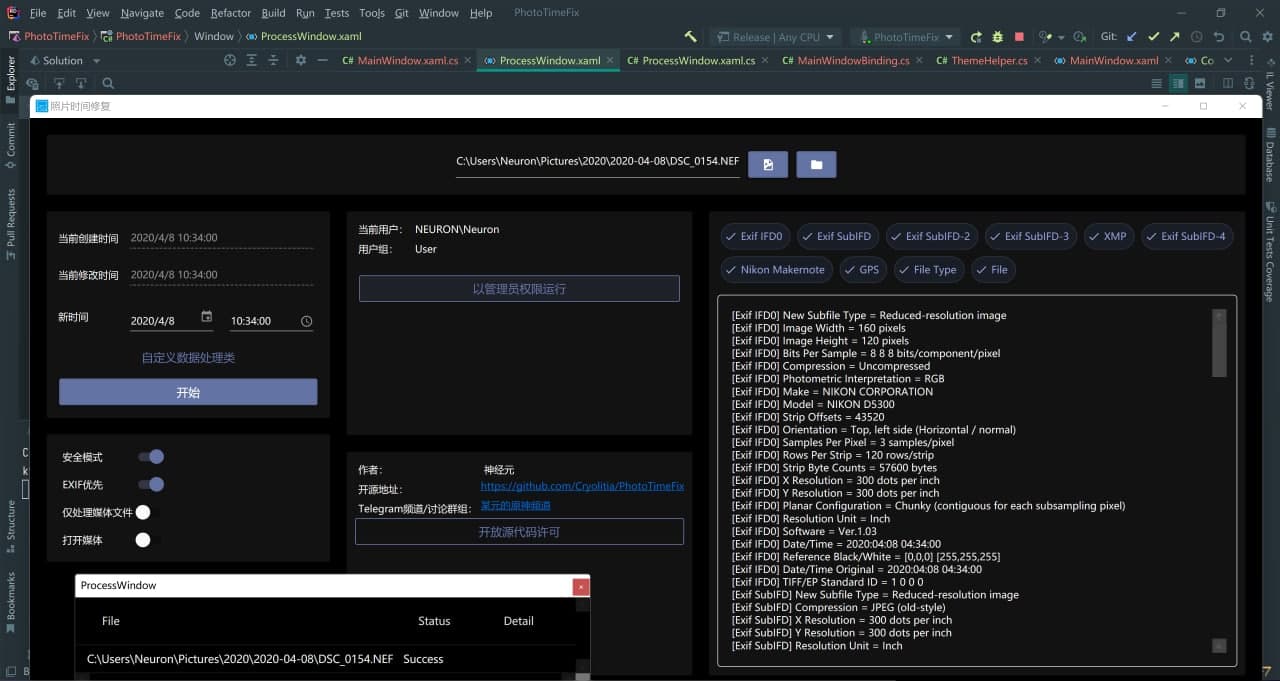 File Edit View Navigate Code Refactor Build Run Tests Tools Git Window Help PhotoTimeFix
PhotoTimeFix PhotoTimeFix Window ProcessWindow.xaml Release | Any CPU PhotoTimeFix Git:
Solution MainWindow.xaml.cs ProcessWindow.xaml ProcessWindow.xaml.cs MainWindowBinding.cs ThemeHelper.cs MainWindow.xaml Co
Explorer
Commit
Pull Requests
Structure
Bookmarks
IL Viewer
Database
Unit Tests Coverage
照片时间修复
C:\Users\Neuron\Pictures\2020\2020-04-08\DSC_0154.NEF
当前创建时间 2020/4/8 10:34:00
当前修改时间 2020/4/8 10:34:00
新时间 2020/4/8 10:34:00
自定义数据处理类
开始
安全模式
EXIF优先
仅处理媒体文件
打开媒体
当前用户: NEURON\Neuron
用户组: User
以管理员权限运行
作者: 神经元
开源地址: https://github.com/Cryolitia/PhotoTimeFix
Telegram频道/讨论群组: 某元的原神频道
开放源代码许可
Exif IFD0 Exif SubIFD Exif SubIFD-2 Exif SubIFD-3 XMP Exif SubIFD-4
Nikon Makernote GPS File Type File
[Exif IFD0] New Subfile Type = Reduced-resolution image
[Exif IFD0] Image Width = 160 pixels
[Exif IFD0] Image Height = 120 pixels
[Exif IFD0] Bits Per Sample = 8 8 8 bits/component/pixel
[Exif IFD0] Compression = Uncompressed
[Exif IFD0] Photometric Interpretation = RGB
[Exif IFD0] Make = NIKON CORPORATION
[Exif IFD0] Model = NIKON D5300
[Exif IFD0] Strip Offsets = 43520
[Exif IFD0] Orientation = Top, left side (Horizontal / normal)
[Exif IFD0] Samples Per Pixel = 3 samples/pixel
[Exif IFD0] Rows Per Strip = 120 rows/strip
[Exif IFD0] Strip Byte Counts = 57600 bytes
[Exif IFD0] X Resolution = 300 dots per inch
[Exif IFD0] Y Resolution = 300 dots per inch
[Exif IFD0] Planar Configuration = Chunky (contiguous for each subsampling pixel)
[Exif IFD0] Resolution Unit = Inch
[Exif IFD0] Software = Ver.1.03
[Exif IFD0] Date/Time = 2020:04:08 04:34:00
[Exif IFD0] Reference Black/White = [0,0,0] [255,255,255]
[Exif IFD0] Date/Time Original = 2020:04:08 04:34:00
[Exif IFD0] TIFF/EP Standard ID = 1 0 0 0
[Exif SubIFD] New Subfile Type = Reduced-resolution image
[Exif SubIFD] Compression = JPEG (old-style)
[Exif SubIFD] X Resolution = 300 dots per inch
[Exif SubIFD] Y Resolution = 300 dots per inch
[Exif SubIFD] Resolution Unit = Inch
ProcessWindow
File Status Detail
C:\Users\Neuron\Pictures\2020\2020-04-08\DSC_0154.NEF Success